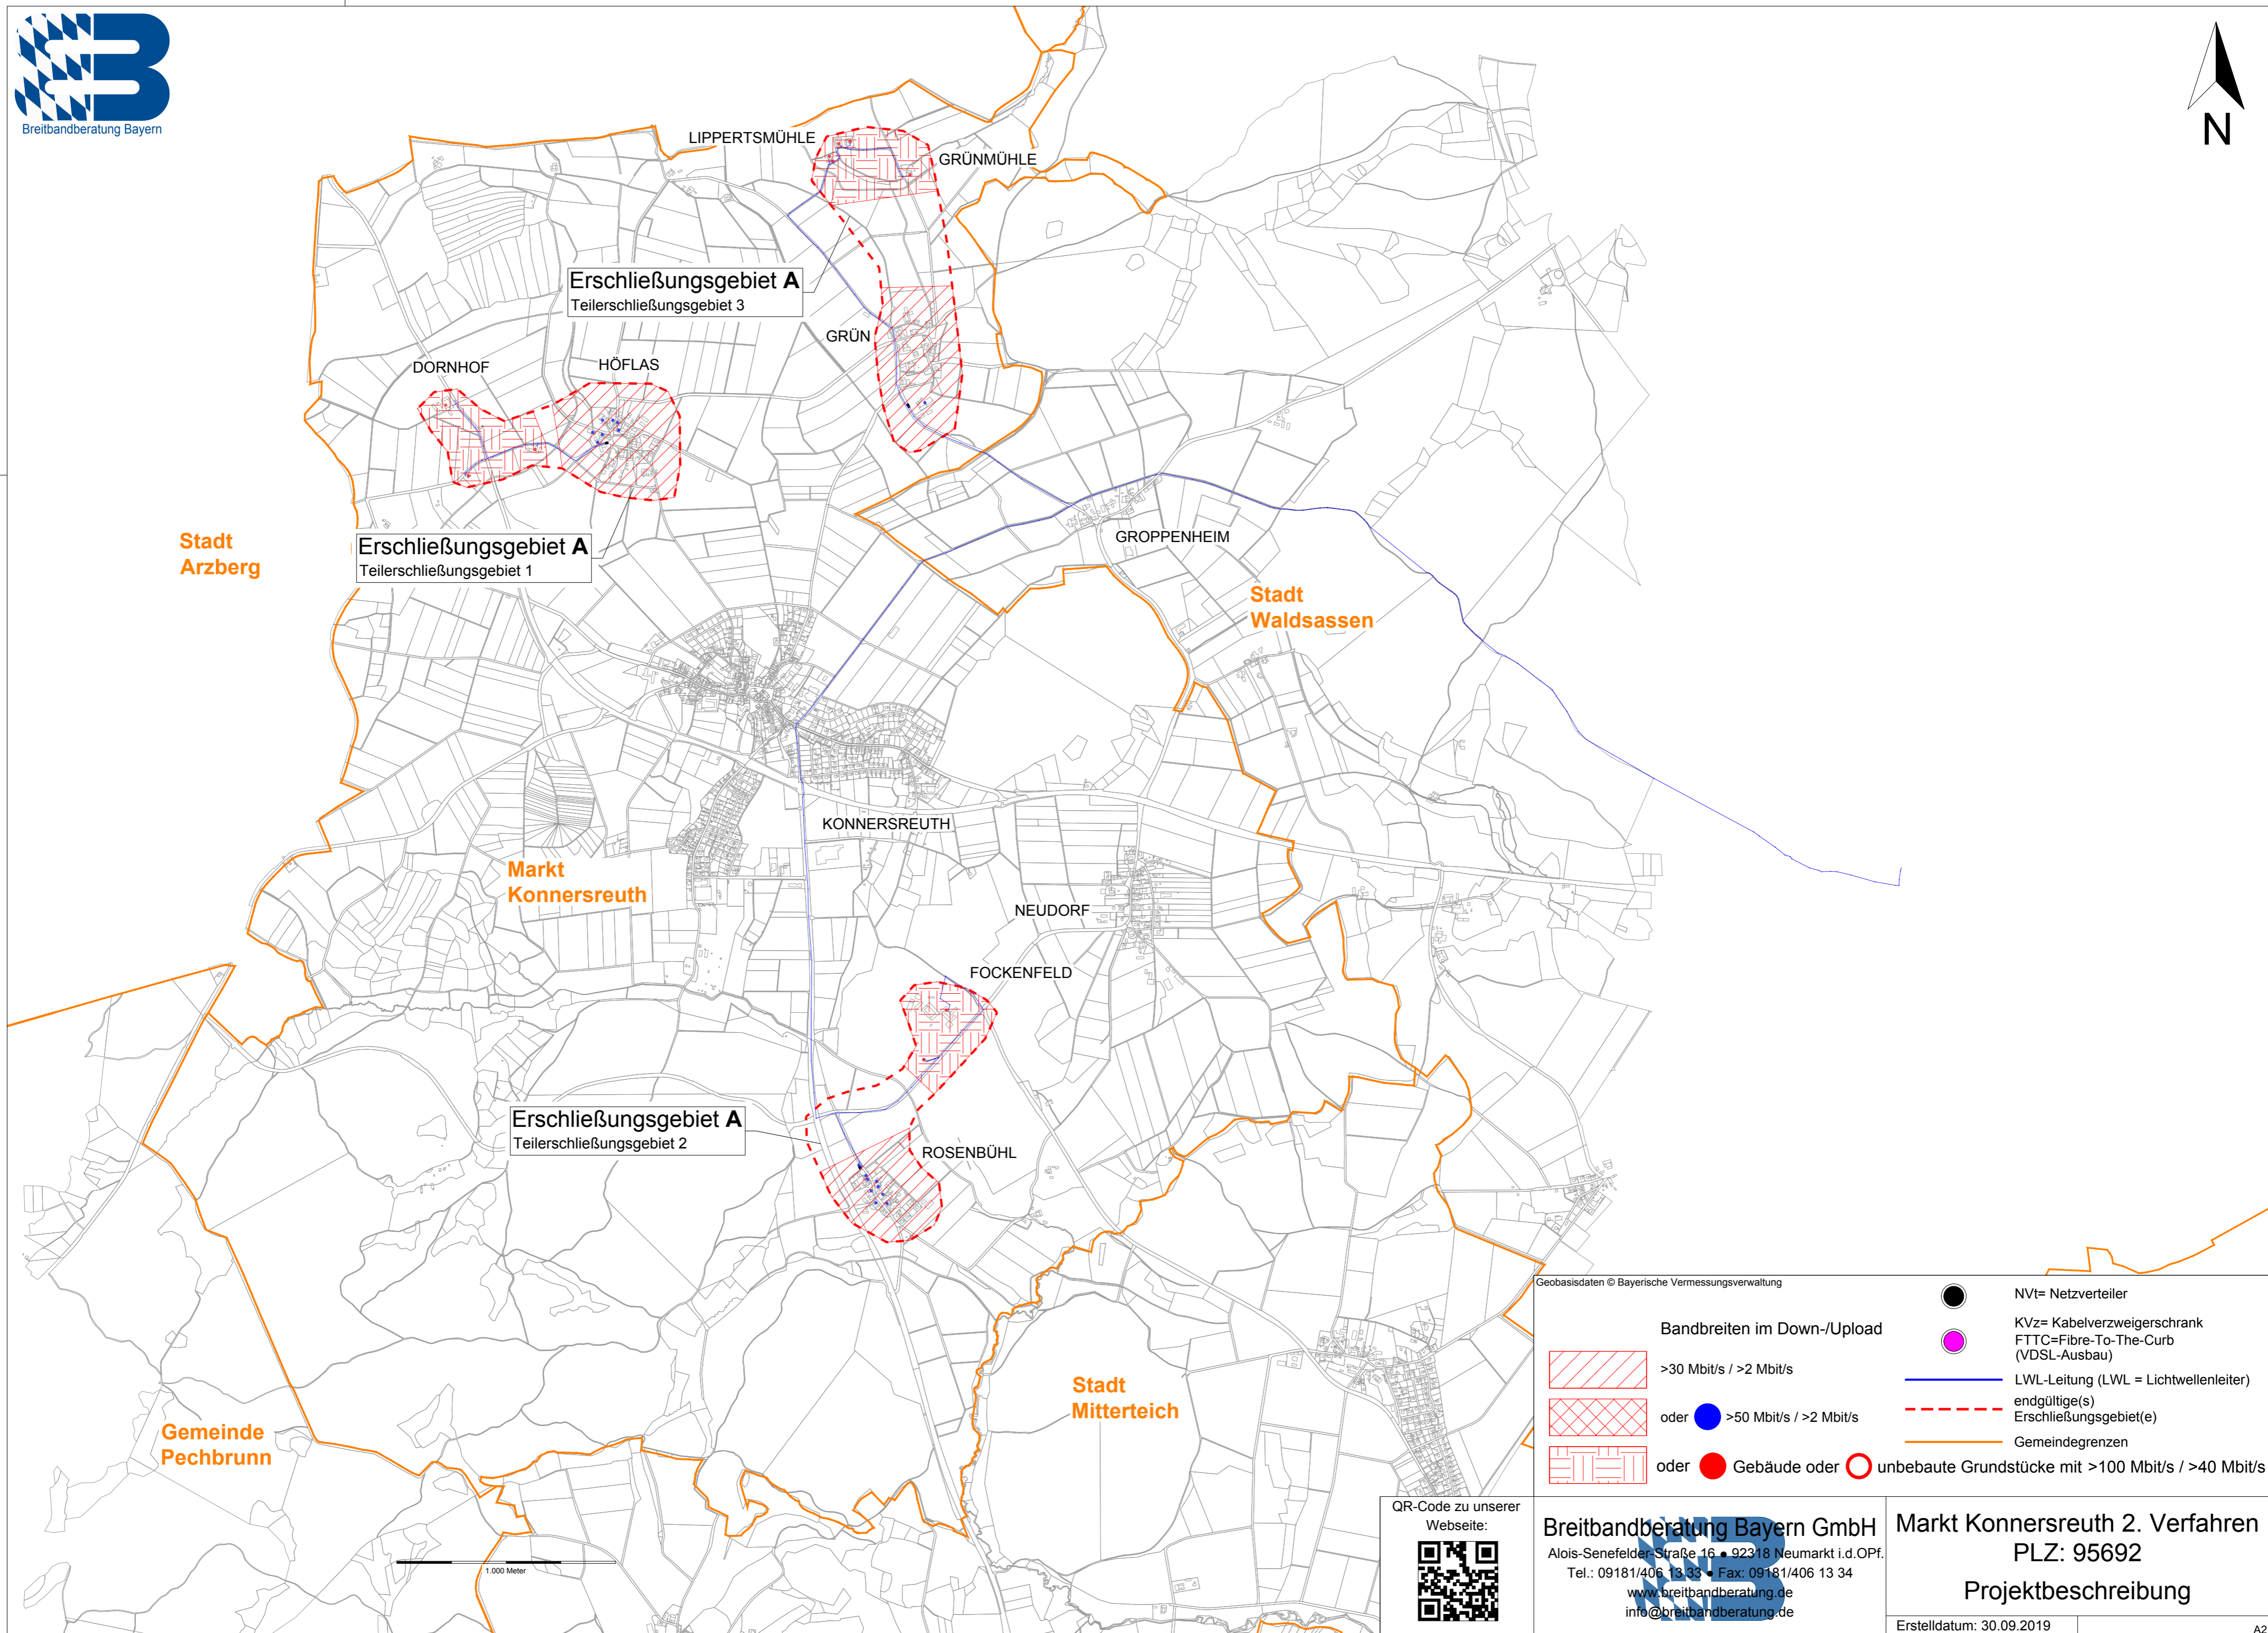 Breitbandberatung Bayern
N
LIPPERTSMÜHLE
GRÜNMÜHLE
Erschließungsgebiet A
Teilerschließungsgebiet 3
GRÜN
DORNHOF
HÖFLAS
Stadt
Arzberg
Erschließungsgebiet A
Teilerschließungsgebiet 1
GROPPENHEIM
Stadt
Waldsassen
KONNERSREUTH
Markt
Konnersreuth
NEUDORF
FOCKENFELD
Erschließungsgebiet A
Teilerschließungsgebiet 2
ROSENBÜHL
Stadt
Mitterteich
Gemeinde
Pechbrunn
1.000 Meter
Geobasisdaten © Bayerische Vermessungsverwaltung
Bandbreiten im Down-/Upload
>30 Mbit/s / >2 Mbit/s
oder >50 Mbit/s / >2 Mbit/s
oder Gebäude oder unbebaute Grundstücke mit >100 Mbit/s / >40 Mbit/s
NVt= Netzverteiler
KVz= Kabelverzweigerschrank
FTTC=Fibre-To-The-Curb
(VDSL-Ausbau)
LWL-Leitung (LWL = Lichtwellenleiter)
endgültige(s)
Erschließungsgebiet(e)
Gemeindegrenzen
QR-Code zu unserer
Webseite:
Breitbandberatung Bayern GmbH
Alois-Senefelder-Straße 16 ● 92318 Neumarkt i.d.OPf.
Tel.: 09181/406 13 33 ● Fax: 09181/406 13 34
www.breitbandberatung.de
info@breitbandberatung.de
Markt Konnersreuth 2. Verfahren
PLZ: 95692
Projektbeschreibung
Erstelldatum: 30.09.2019
A2